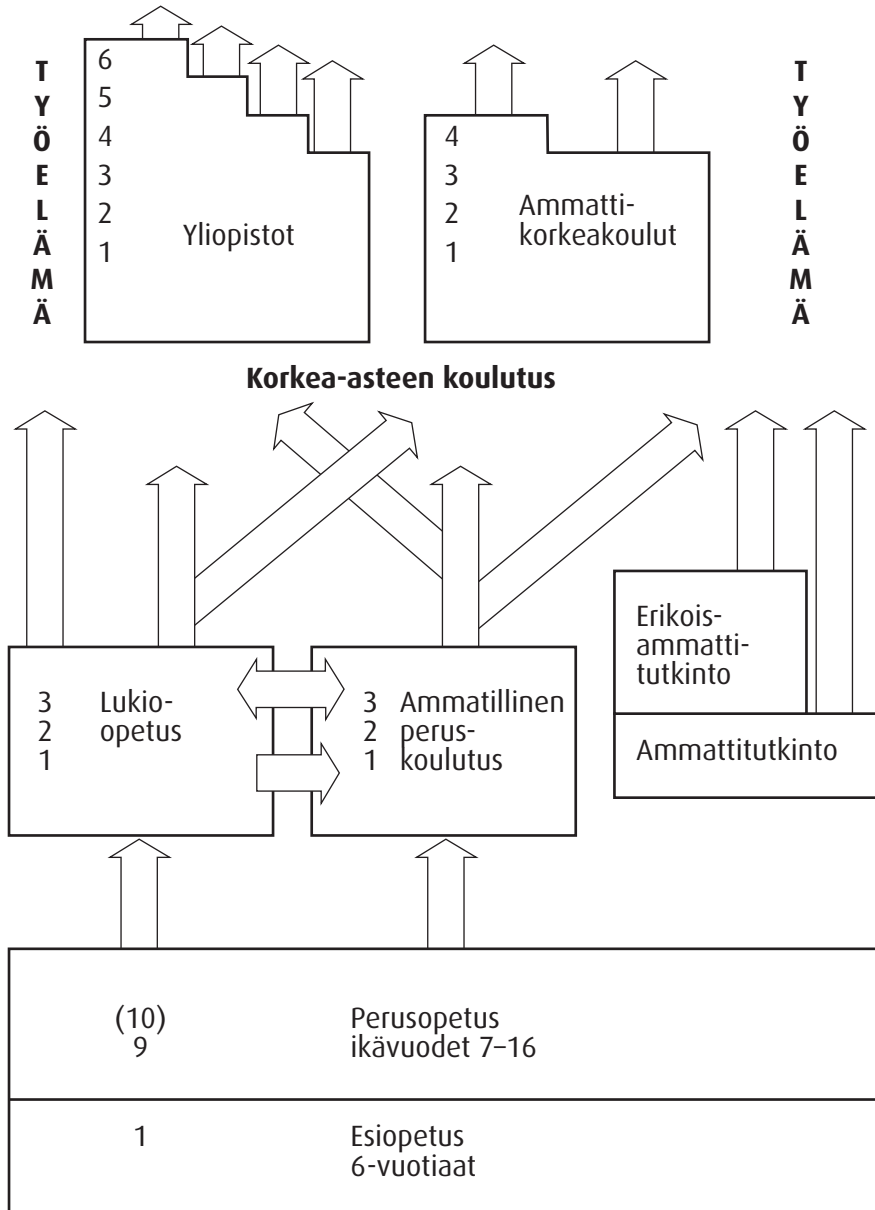 T
Y
Ö
E
L
Ä
M
Ä
6
5
4
3
2
1
Yliopistot
4
3
2
1
Ammatti-
korkeakoulut
T
Y
Ö
E
L
Ä
M
Ä
Korkea-asteen koulutus
3
2
1
Lukio-
opetus
3
2
1
Ammatillinen
perus-
koulutus
Erikois-
ammatti-
tutkinto
Ammattitutkinto
(10)
9
Perusopetus
ikävuodet 7–16
1
Esiopetus
6-vuotiaat